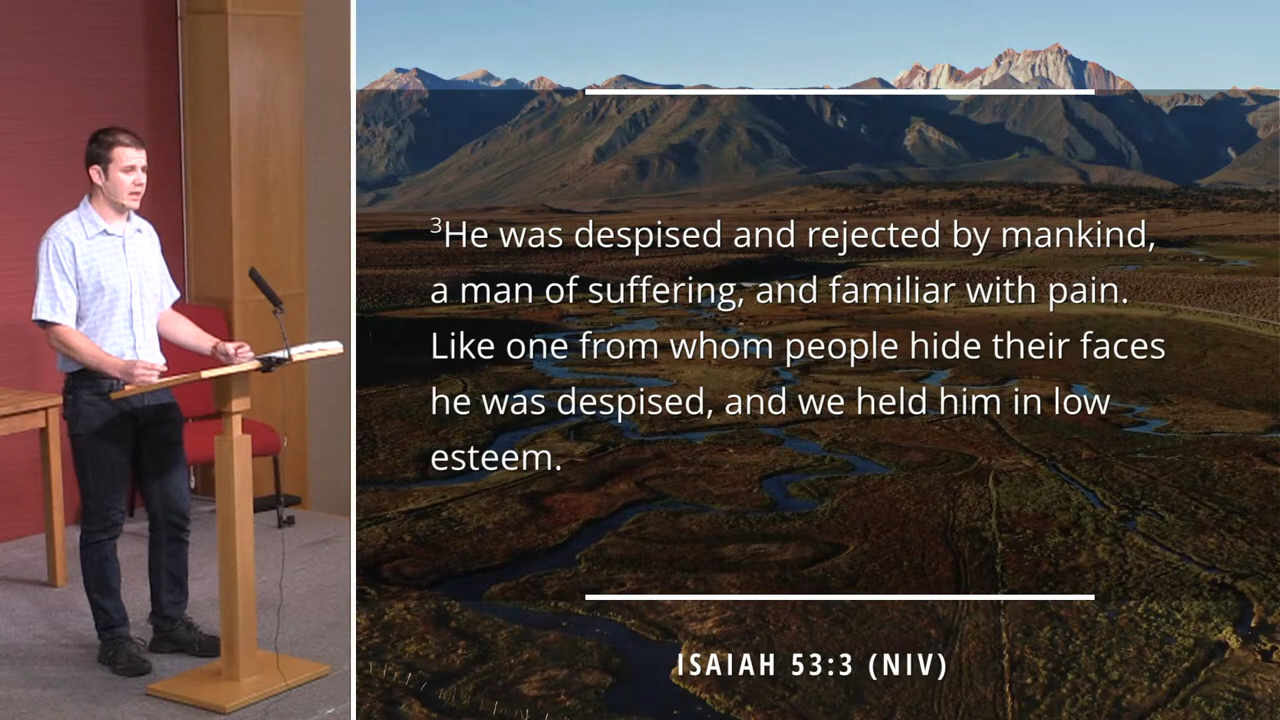 ³He was despised and rejected by mankind,
a man of suffering, and familiar with pain.
Like one from whom people hide their faces
he was despised, and we held him in low
esteem.
ISAIAH 53:3 (NIV)